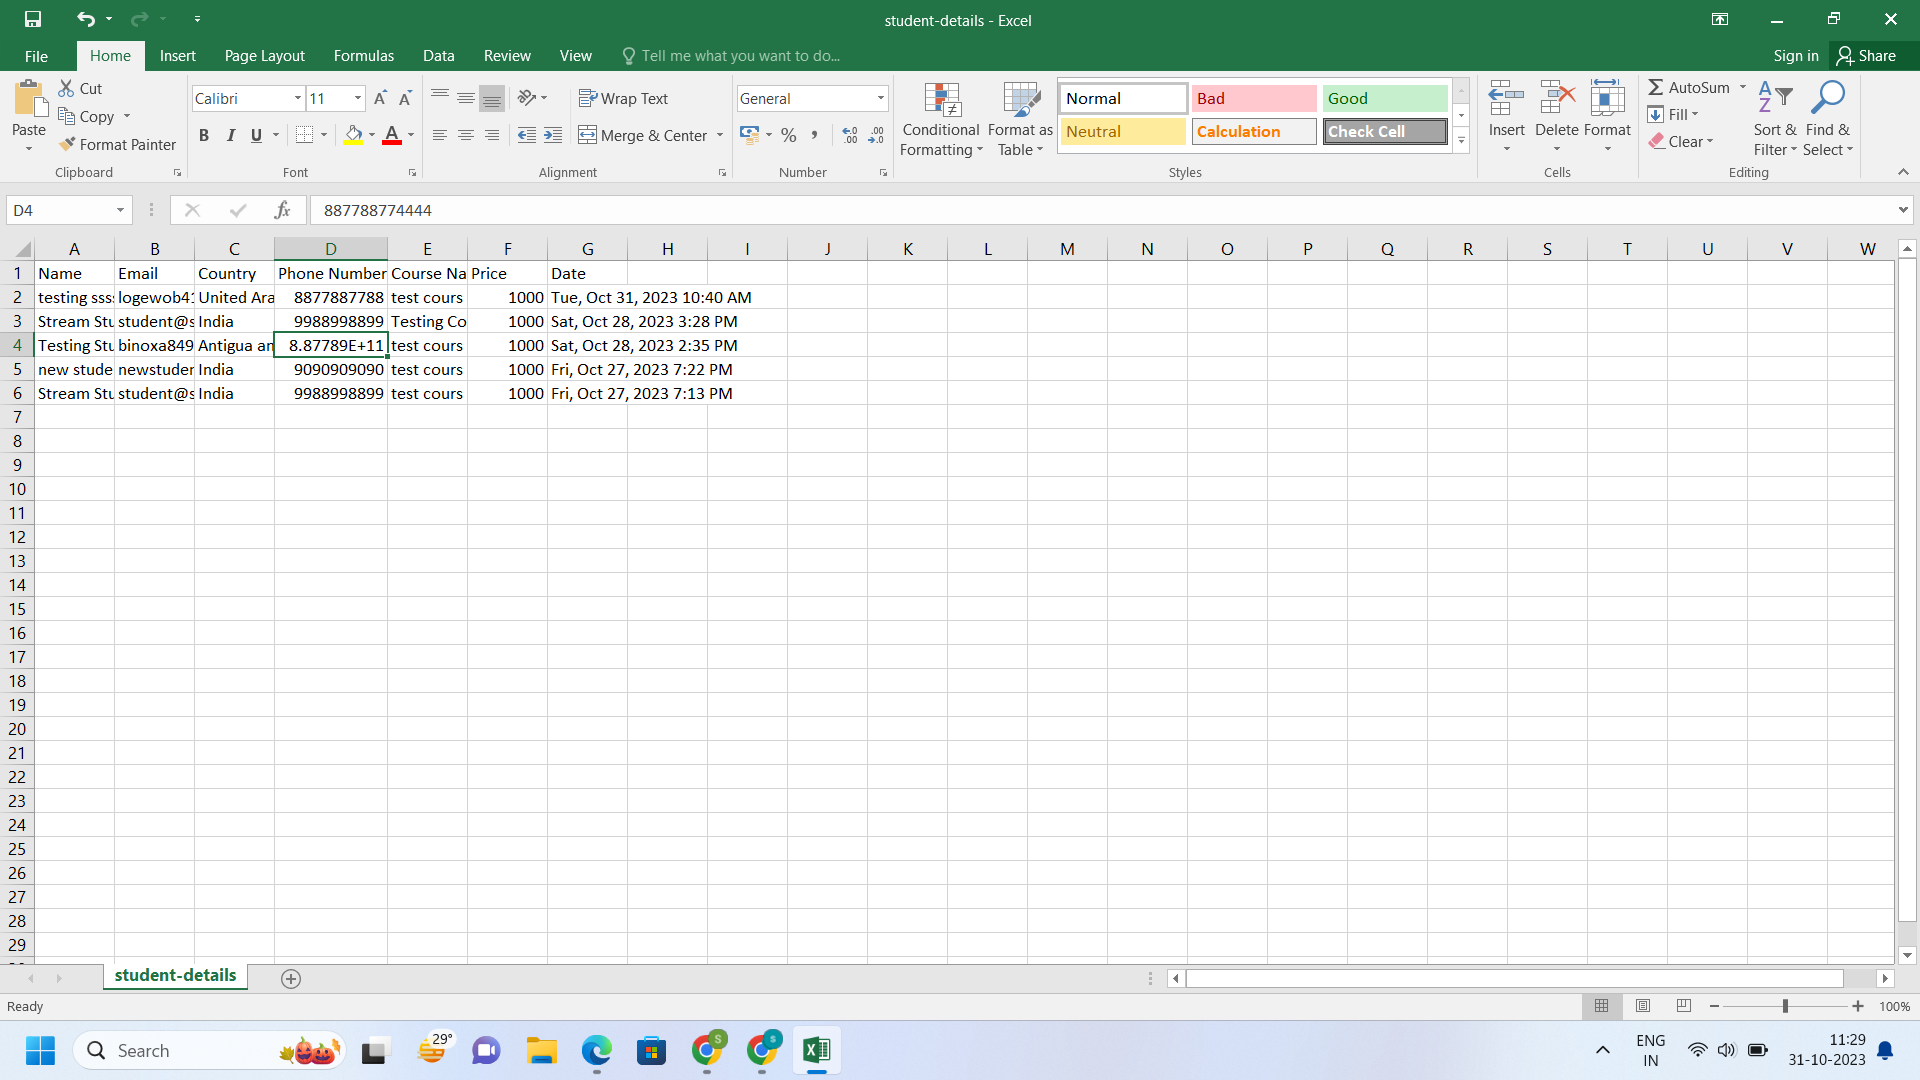 student-details - Excel
File Home Insert Page Layout Formulas Data Review View Tell me what you want to do... Sign in Share
Paste
Cut
Copy
Format Painter
Clipboard
Calibri 11
B I U
Font
Wrap Text
Merge & Center
Alignment
General
% ,
Number
Conditional Formatting
Format as Table
Normal Bad Good
Neutral Calculation Check Cell
Styles
Insert Delete Format
Cells
AutoSum
Fill
Clear
Sort & Filter
Find & Select
Editing
D4 fx 887788774444
A B C D E F G H I J K L M N O P Q R S T U V W
1 Name Email Country Phone Number Course Na Price Date
2 testing ssss logewob41 United Ara 8877887788 test cours 1000 Tue, Oct 31, 2023 10:40 AM
3 Stream Stu student@s India 9988998899 Testing Co 1000 Sat, Oct 28, 2023 3:28 PM
4 Testing Stu binoxa849 Antigua an 8.87789E+11 test cours 1000 Sat, Oct 28, 2023 2:35 PM
5 new stude newstuden India 9090909090 test cours 1000 Fri, Oct 27, 2023 7:22 PM
6 Stream Stu student@s India 9988998899 test cours 1000 Fri, Oct 27, 2023 7:13 PM
7
8
9
10
11
12
13
14
15
16
17
18
19
20
21
22
23
24
25
26
27
28
29
student-details
Ready 100%
Search 29° S S ENG IN 11:29 31-10-2023